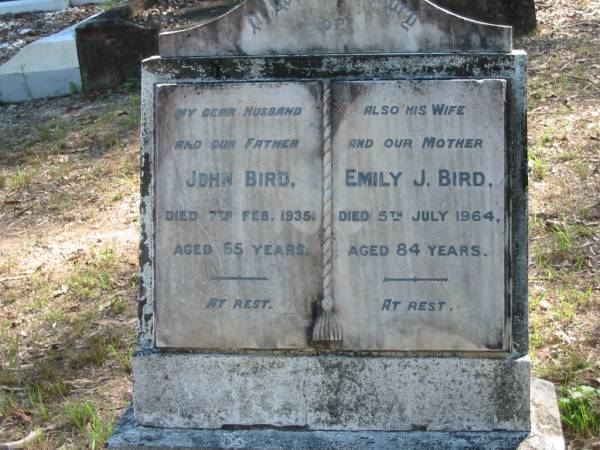 OF
MY DEAR HUSBAND
AND OUR FATHER
JOHN BIRD,
DIED 7TH FEB. 1935,
AGED 65 YEARS.
AT REST.
ALSO HIS WIFE
AND OUR MOTHER
EMILY J. BIRD,
DIED 5TH JULY 1964,
AGED 84 YEARS.
AT REST.